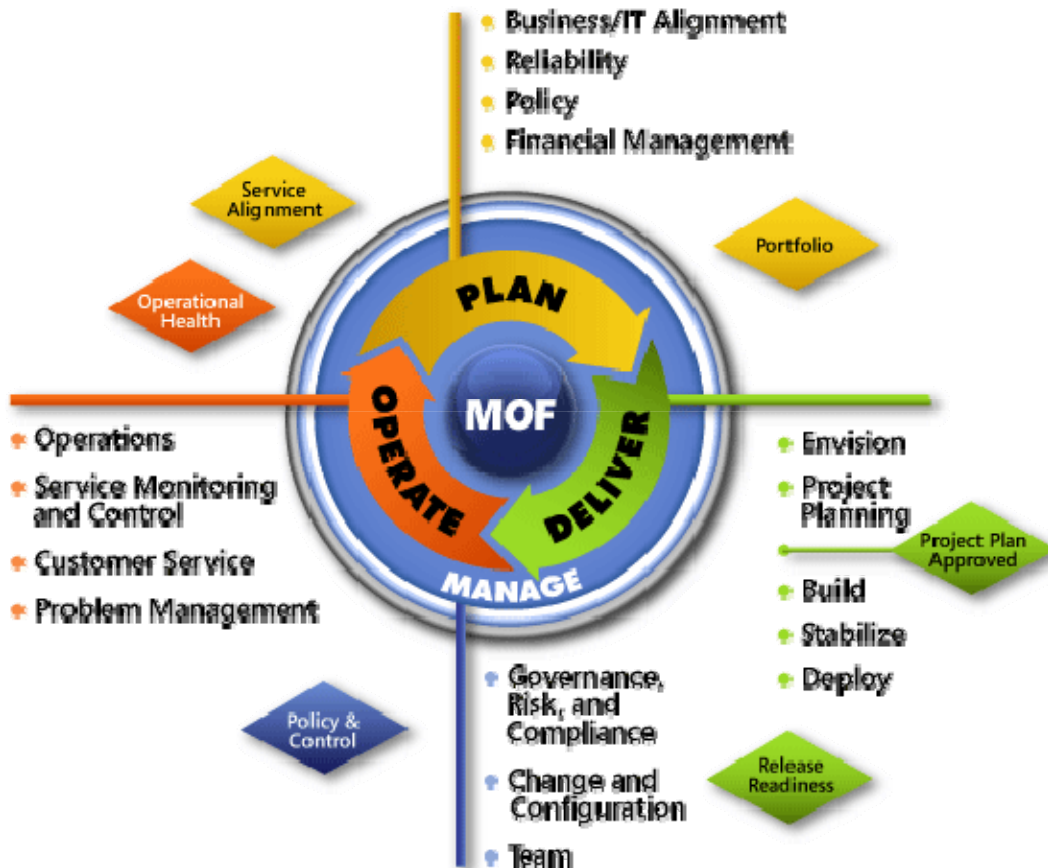 Business/IT Alignment
Reliability
Policy
Financial Management
Service
Alignment
Portfolio
Operational
Health
PLAN
MOF
OPERATE
DELIVER
MANAGE
Operations
Service Monitoring
and Control
Customer Service
Problem Management
Envision
Project
Planning
Project Plan
Approved
Build
Stabilize
Deploy
Policy &
Control
Governance,
Risk, and
Compliance
Change and
Configuration
Team
Release
Readiness